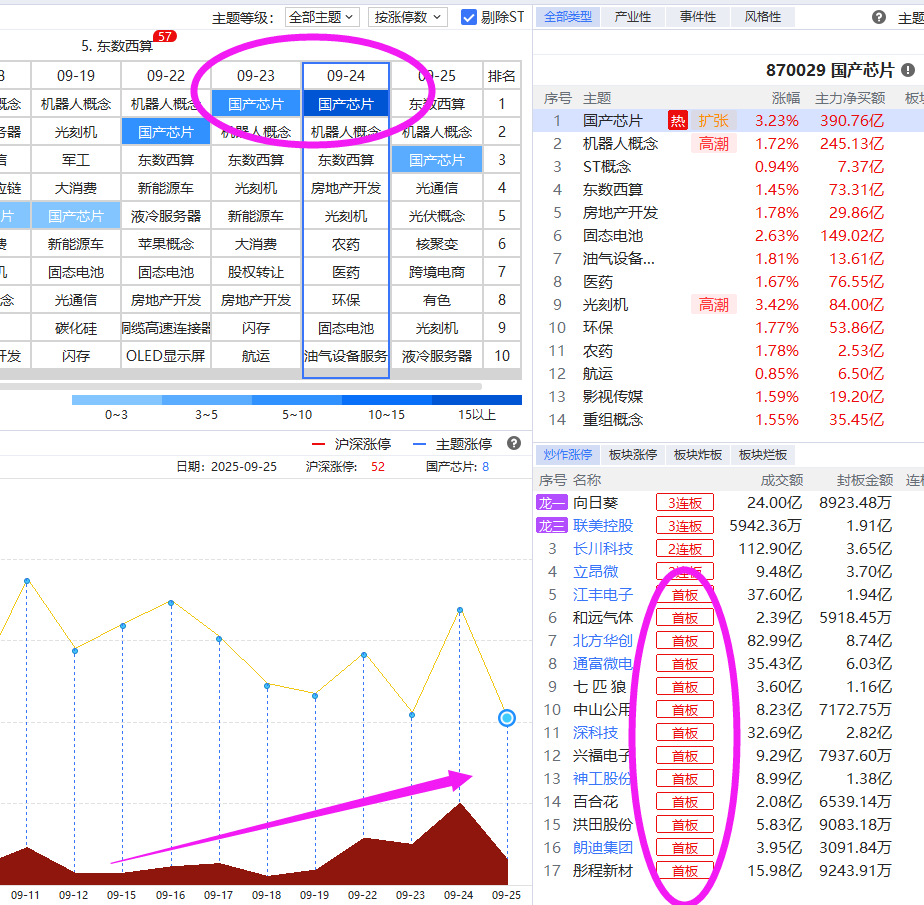 主题等级： 全部主题 按涨停数 剔除ST
5. 东数西算 57
09-19 09-22 09-23 09-24 09-25 排名
机器人概念 机器人概念 国产芯片 国产芯片 东数西算 1
光刻机 国产芯片 机器人概念 机器人概念 机器人概念 2
军工 东数西算 东数西算 东数西算 国产芯片 3
大消费 新能源车 光刻机 房地产开发 光通信 4
国产芯片 液冷服务器 新能源车 光刻机 光伏概念 5
新能源车 苹果概念 大消费 农药 核聚变 6
固态电池 固态电池 股权转让 医药 跨境电商 7
光通信 房地产开发 房地产开发 环保 有色 8
碳化硅 铜缆高速连接器 闪存 固态电池 光刻机 9
闪存 OLED显示屏 航运 油气设备服务 液冷服务器 10
0~3 3~5 5~10 10~15 15以上
沪深涨停 主题涨停
日期: 2025-09-25 沪深涨停: 52 国产芯片: 8
09-11 09-12 09-15 09-16 09-17 09-18 09-19 09-22 09-23 09-24 09-25
全部类型 产业性 事件性 风格性 主题
870029 国产芯片
序号 主题 涨幅 主力净买额 板块
1 国产芯片 热 扩张 3.23% 390.76亿
2 机器人概念 高潮 1.72% 245.13亿
3 ST概念 0.94% 7.37亿
4 东数西算 1.45% 73.31亿
5 房地产开发 1.78% 29.86亿
6 固态电池 2.63% 149.02亿
7 油气设备... 1.81% 13.61亿
8 医药 1.67% 76.55亿
9 光刻机 高潮 3.42% 84.00亿
10 环保 1.77% 53.86亿
11 农药 1.78% 2.53亿
12 航运 0.85% 6.50亿
13 影视传媒 1.59% 19.20亿
14 重组概念 1.55% 35.45亿
炒作涨停 板块涨停 板块炸板 板块烂板
序号 名称 成交额 封板金额 连板
龙一 向日葵 3连板 24.00亿 8923.48万
龙三 联美控股 3连板 5942.36万 1.91亿
3 长川科技 2连板 112.90亿 3.65亿
4 立昂微 2连板 9.48亿 3.70亿
5 江丰电子 首板 37.60亿 1.94亿
6 和远气体 首板 2.39亿 5918.45万
7 北方华创 首板 82.99亿 8.74亿
8 通富微电 首板 35.43亿 6.03亿
9 七 匹 狼 首板 3.60亿 1.16亿
10 中山公用 首板 8.23亿 7172.75万
11 深科技 首板 32.69亿 2.82亿
12 兴福电子 首板 9.29亿 7937.60万
13 神工股份 首板 8.99亿 1.38亿
14 百合花 首板 2.08亿 6539.14万
15 洪田股份 首板 5.83亿 9083.18万
16 朗迪集团 首板 3.95亿 3091.84万
17 彤程新材 首板 15.98亿 9243.91万